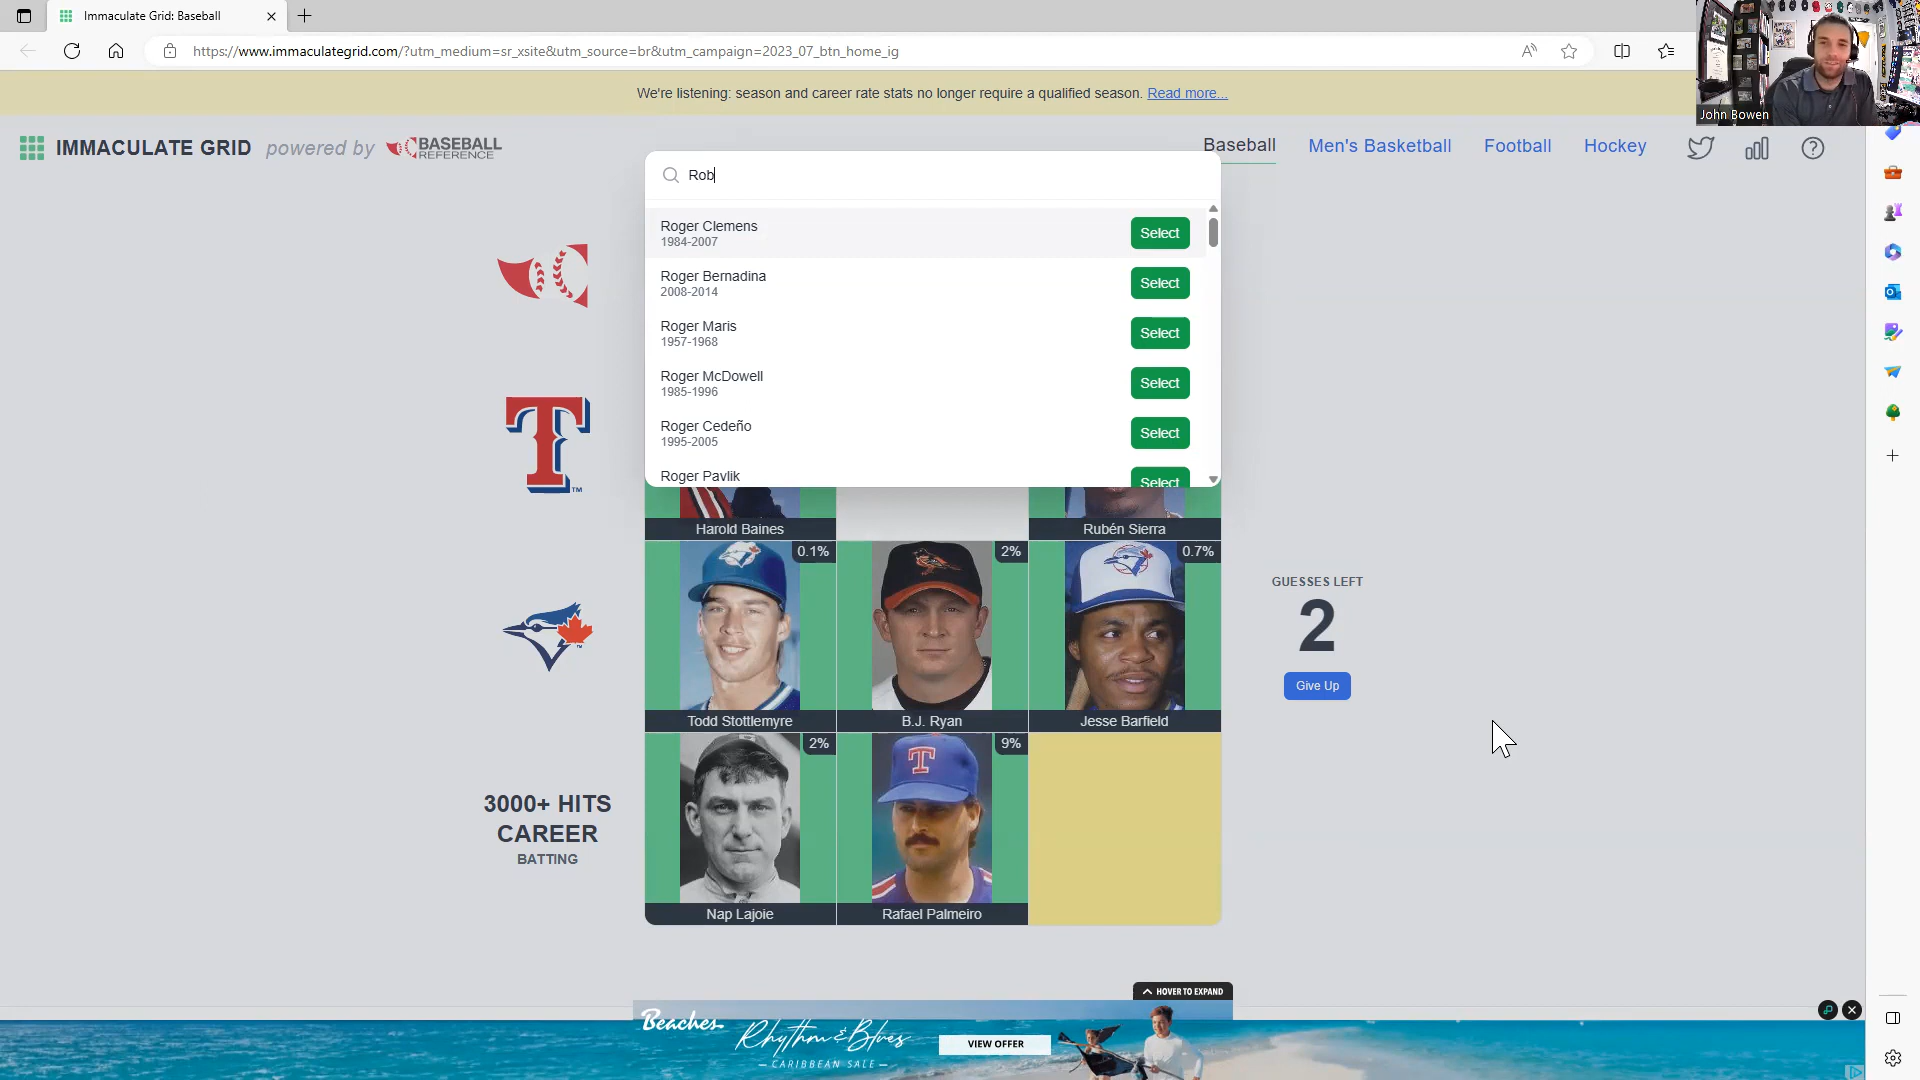 Immaculate Grid: Baseball
https://www.immaculategrid.com/?utm_medium=sr_xsite&utm_source=br&utm_campaign=2023_07_btn_home_ig
John Bowen
We're listening: season and career rate stats no longer require a qualified season. Read more...
IMMACULATE GRID powered by BASEBALL REFERENCE
Baseball
Men's Basketball
Football
Hockey
Rob
Roger Clemens
1984-2007
Select
Roger Bernadina
2008-2014
Select
Roger Maris
1957-1968
Select
Roger McDowell
1985-1996
Select
Roger Cedeño
1995-2005
Select
Roger Pavlik
Select
T
TM
Harold Baines
Rubén Sierra
0.1%
2%
0.7%
Todd Stottlemyre
B.J. Ryan
Jesse Barfield
GUESSES LEFT
2
Give Up
3000+ HITS
CAREER
BATTING
2%
9%
T
Nap Lajoie
Rafael Palmeiro
HOVER TO EXPAND
Beaches
Rhythm & Blues
CARIBBEAN SALE
VIEW OFFER